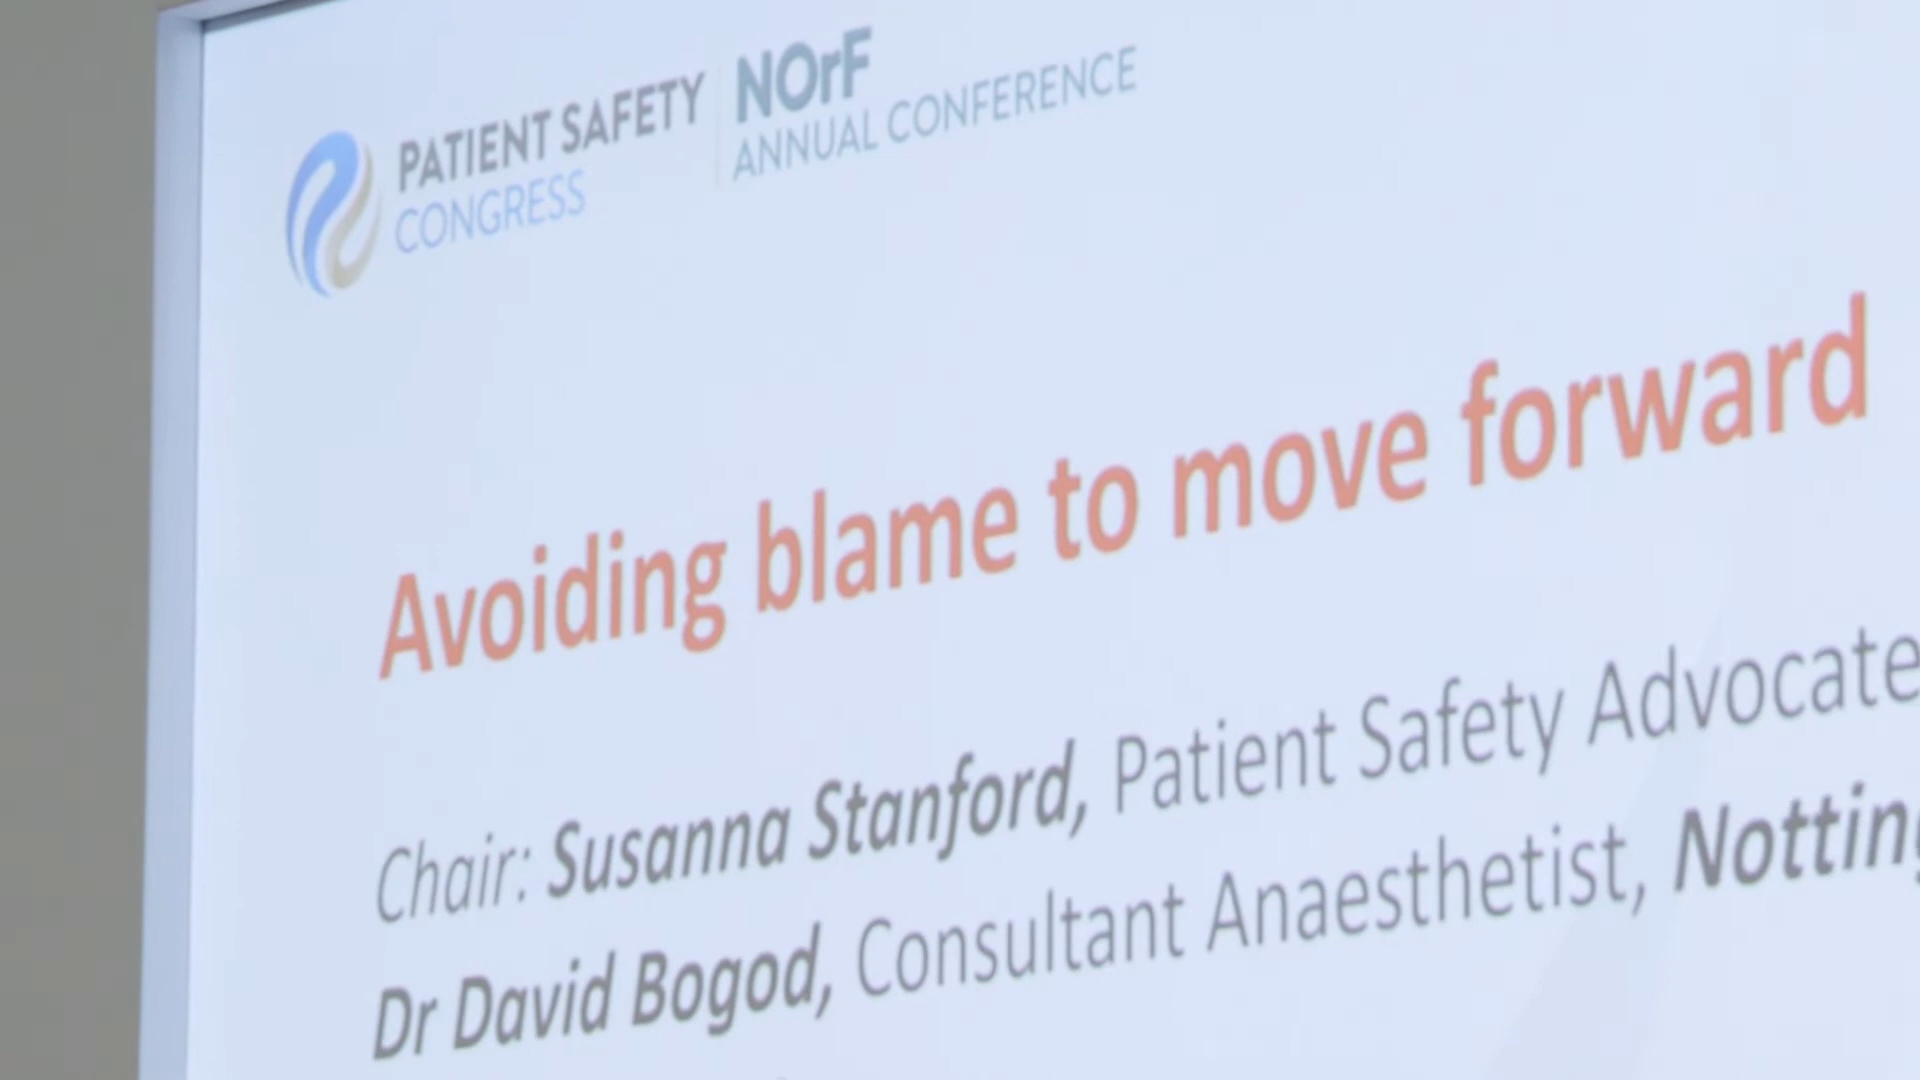 PATIENT SAFETY
CONGRESS
NOrF
ANNUAL CONFERENCE
Avoiding blame to move forward
Chair: Susanna Stanford, Patient Safety Advocate
Dr David Bogod, Consultant Anaesthetist,